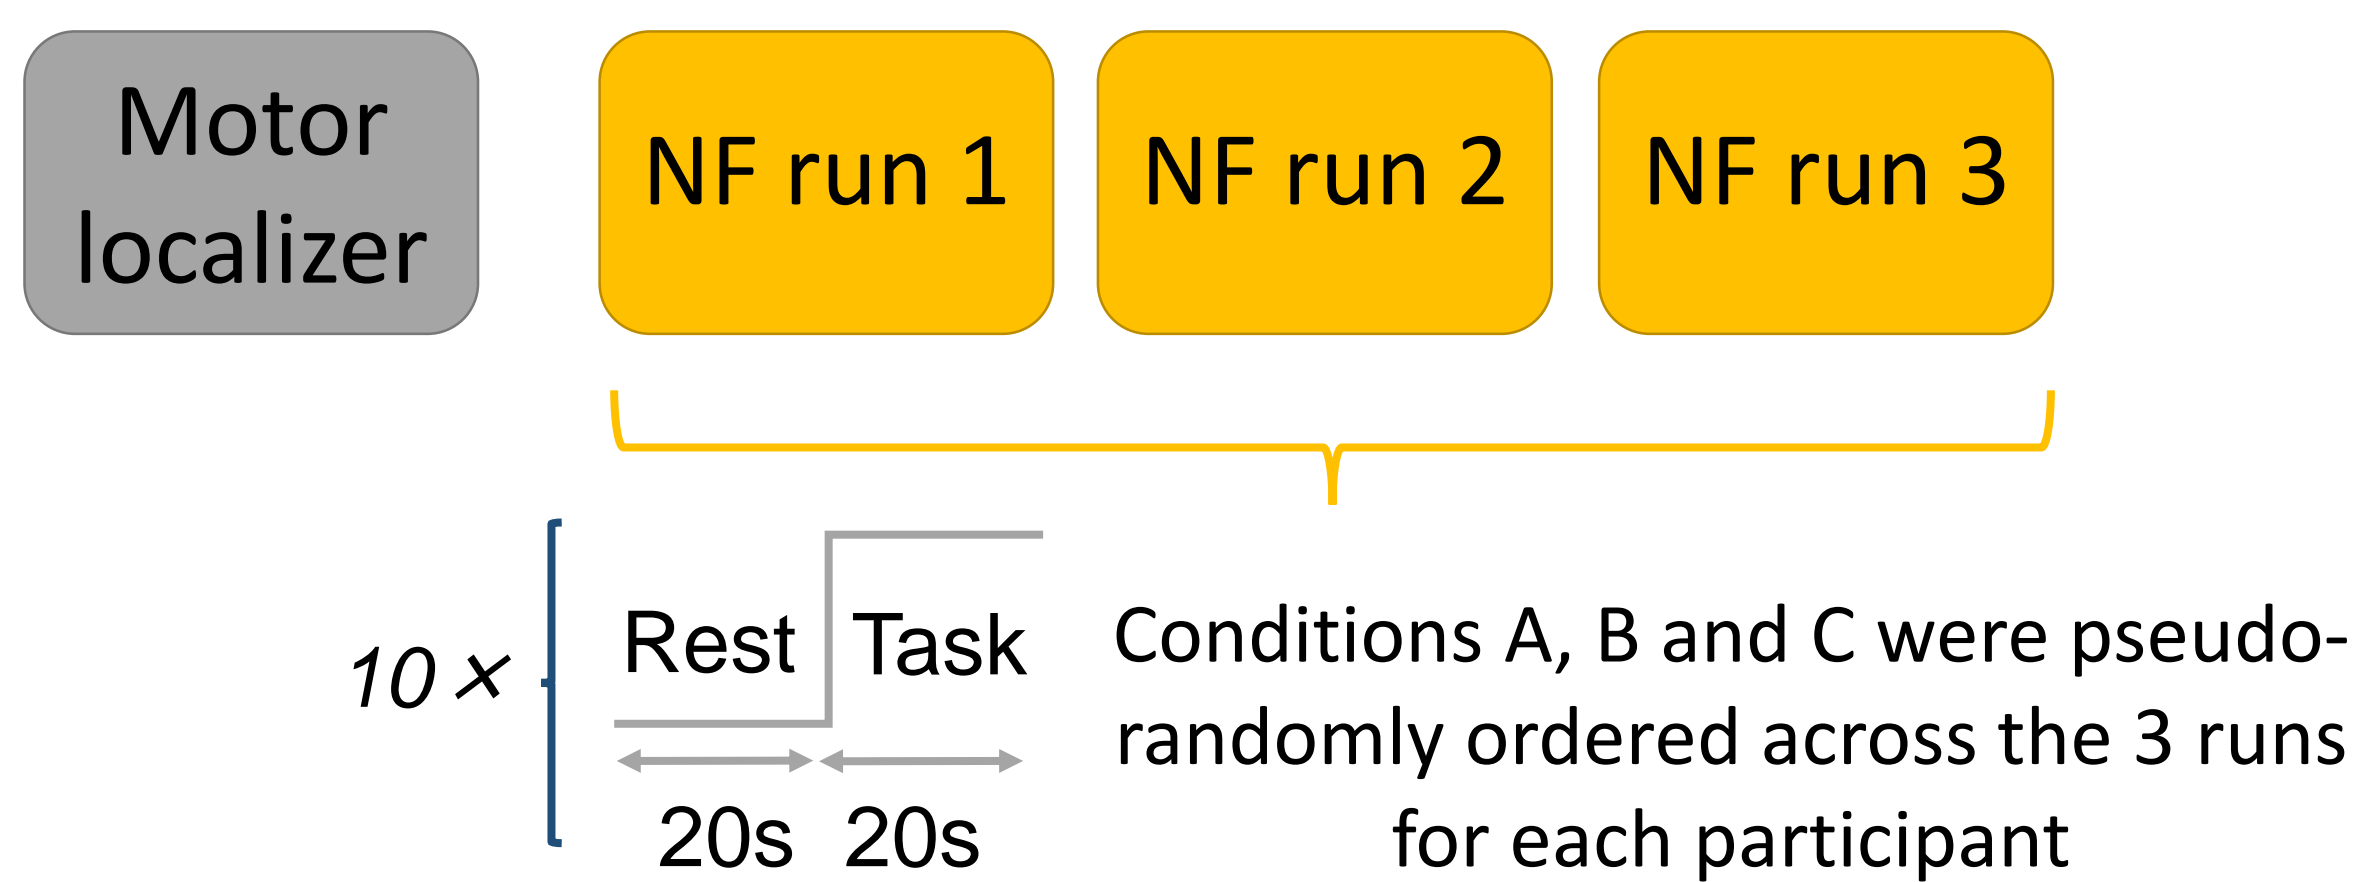 Motor
localizer
NF run 1
NF run 2
NF run 3
10 ×
Rest
Task
20s
20s
Conditions A, B and C were pseudo-
randomly ordered across the 3 runs
for each participant